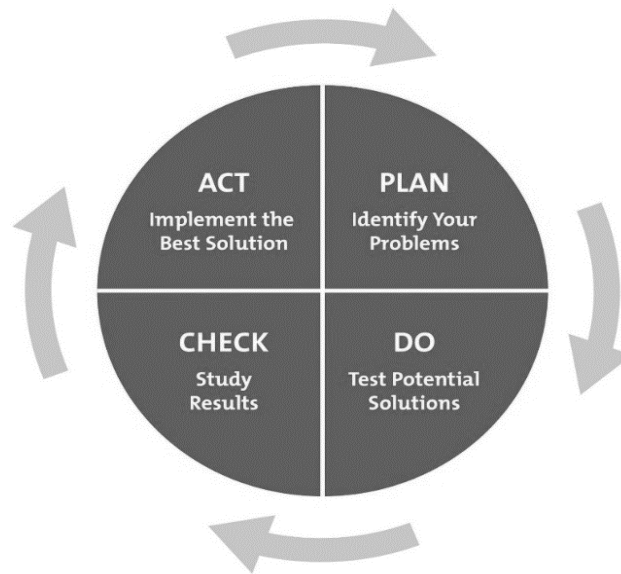 ACT
Implement the
Best Solution
PLAN
Identify Your
Problems
CHECK
Study
Results
DO
Test Potential
Solutions